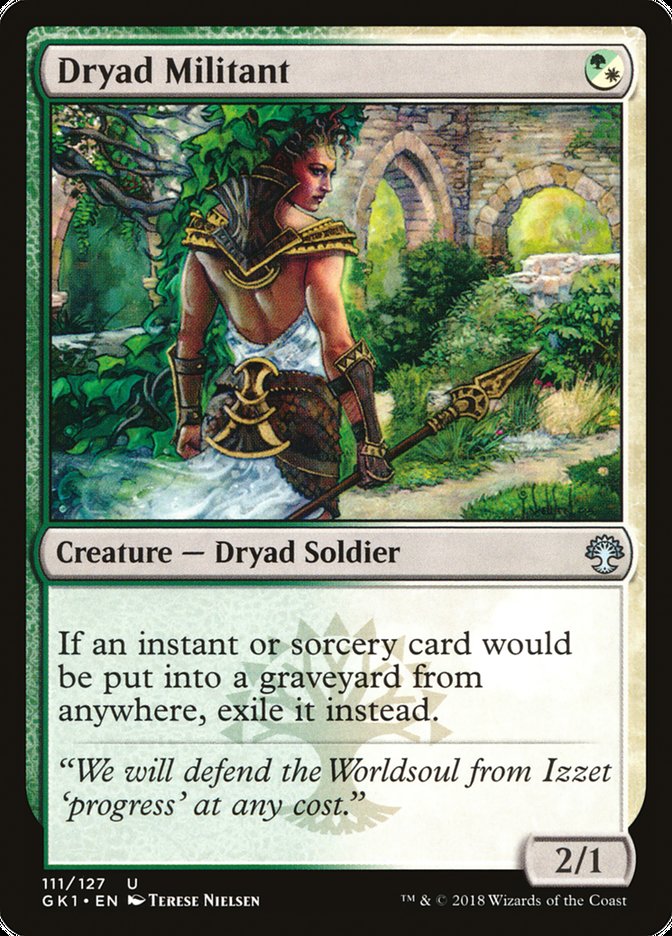 Dryad Militant
Creature — Dryad Soldier
If an instant or sorcery card would
be put into a graveyard from
anywhere, exile it instead.
“We will defend the Worldsoul from Izzet
‘progress’ at any cost.”
2/1
111/127 U
GK1 • EN Terese Nielsen
™ & © 2018 Wizards of the Coast